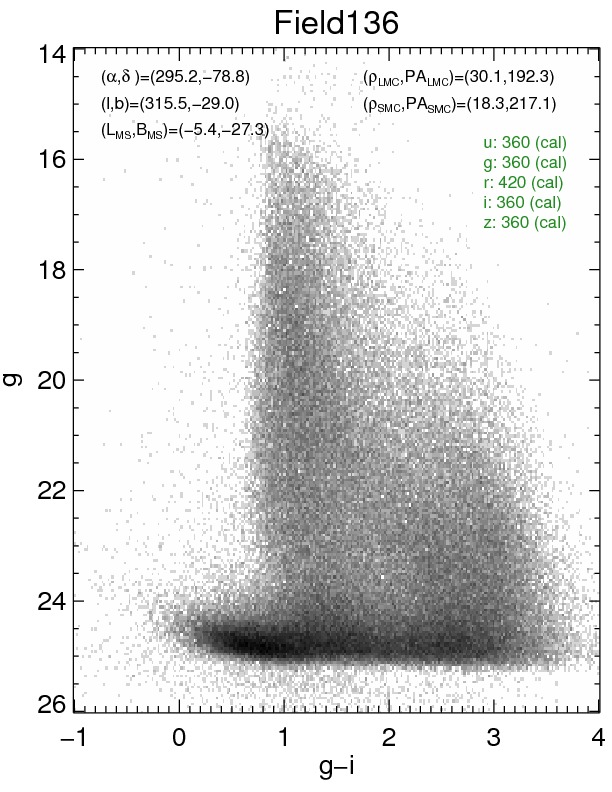 Field136
(α,δ )=(295.2,−78.8)
(ρLMC,PALMC)=(30.1,192.3)
(l,b)=(315.5,−29.0)
(ρSMC,PASMC)=(18.3,217.1)
(LMS,BMS)=(−5.4,−27.3)
u: 360 (cal)
g: 360 (cal)
r: 420 (cal)
i: 360 (cal)
z: 360 (cal)
14
16
18
20
22
24
26
g
−1 0 1 2 3 4
g−i